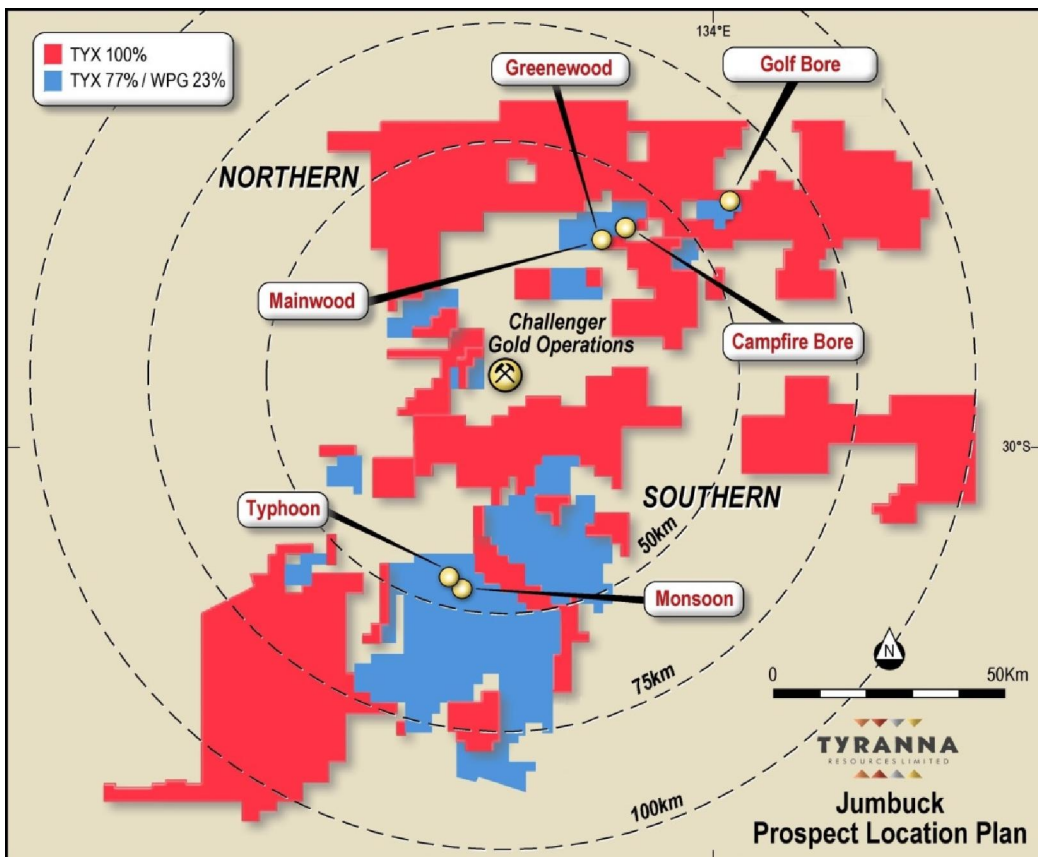 TYX 100%
TYX 77% / WPG 23%
134°E
Greenewood
Golf Bore
NORTHERN
Mainwood
Challenger
Gold Operations
Campfire Bore
30°S
SOUTHERN
Typhoon
50km
Monsoon
N
75km
0
50Km
TYRANNA
RESOURCES LIMITED
100km
Jumbuck
Prospect Location Plan